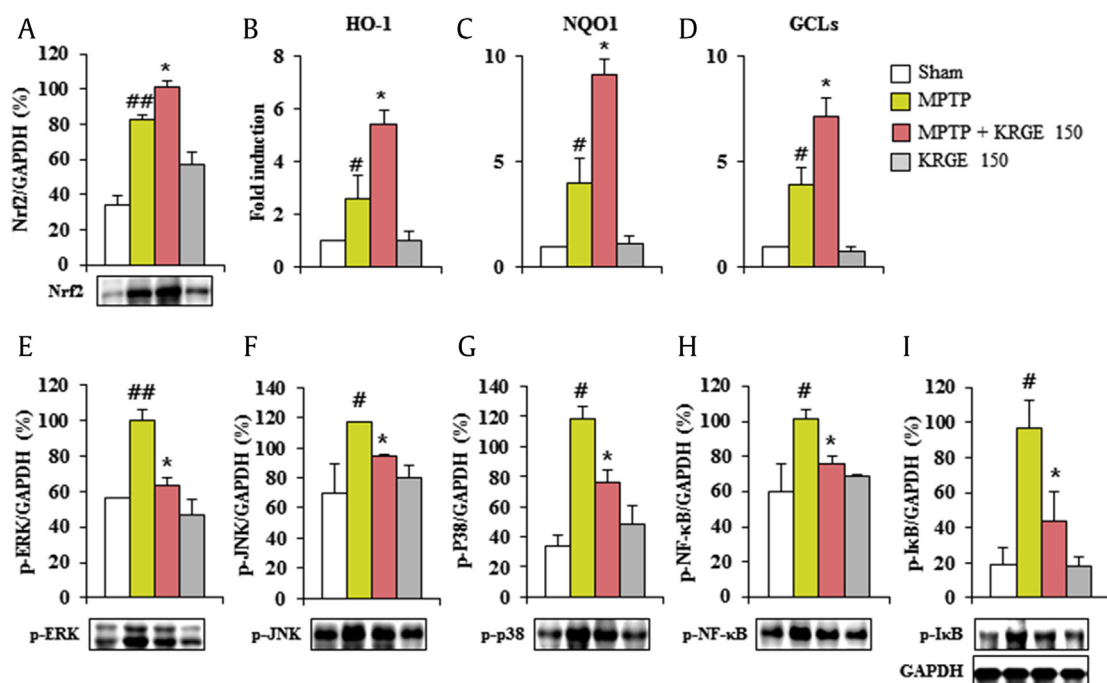 A
B
HO-1
C
NQO1
D
GCLs
Nrf2/GAPDH (%)
120
100
80
60
40
20
0
##
*
Nrf2
Fold induction
8
6
4
2
0
#
*
10
5
0
#
*
10
5
0
#
*
Sham
MPTP
MPTP + KRGE 150
KRGE 150
E
p-ERK/GAPDH (%)
120
100
80
60
40
20
0
##
*
p-ERK
F
p-JNK/GAPDH (%)
140
120
100
80
60
40
20
0
#
*
p-JNK
G
p-P38/GAPDH (%)
140
120
100
80
60
40
20
0
#
*
p-p38
H
p-NF-κB/GAPDH (%)
120
100
80
60
40
20
0
#
*
p-NF-κB
I
p-IκB/GAPDH (%)
120
100
80
60
40
20
0
#
*
p-IκB
GAPDH